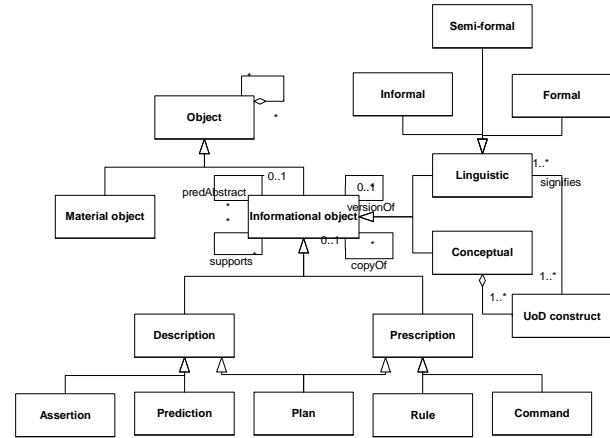 Semi-formal
Informal
Formal
*
Object
*
0..1
0..1
*
1..*
predAbstract
Linguistic
signifies
Material object
*
Informational object
versionOf
*
0..1
*
supports
*
copyOf
Conceptual
1..*
1..*
UoD construct
Description
Prescription
Assertion
Prediction
Plan
Rule
Command